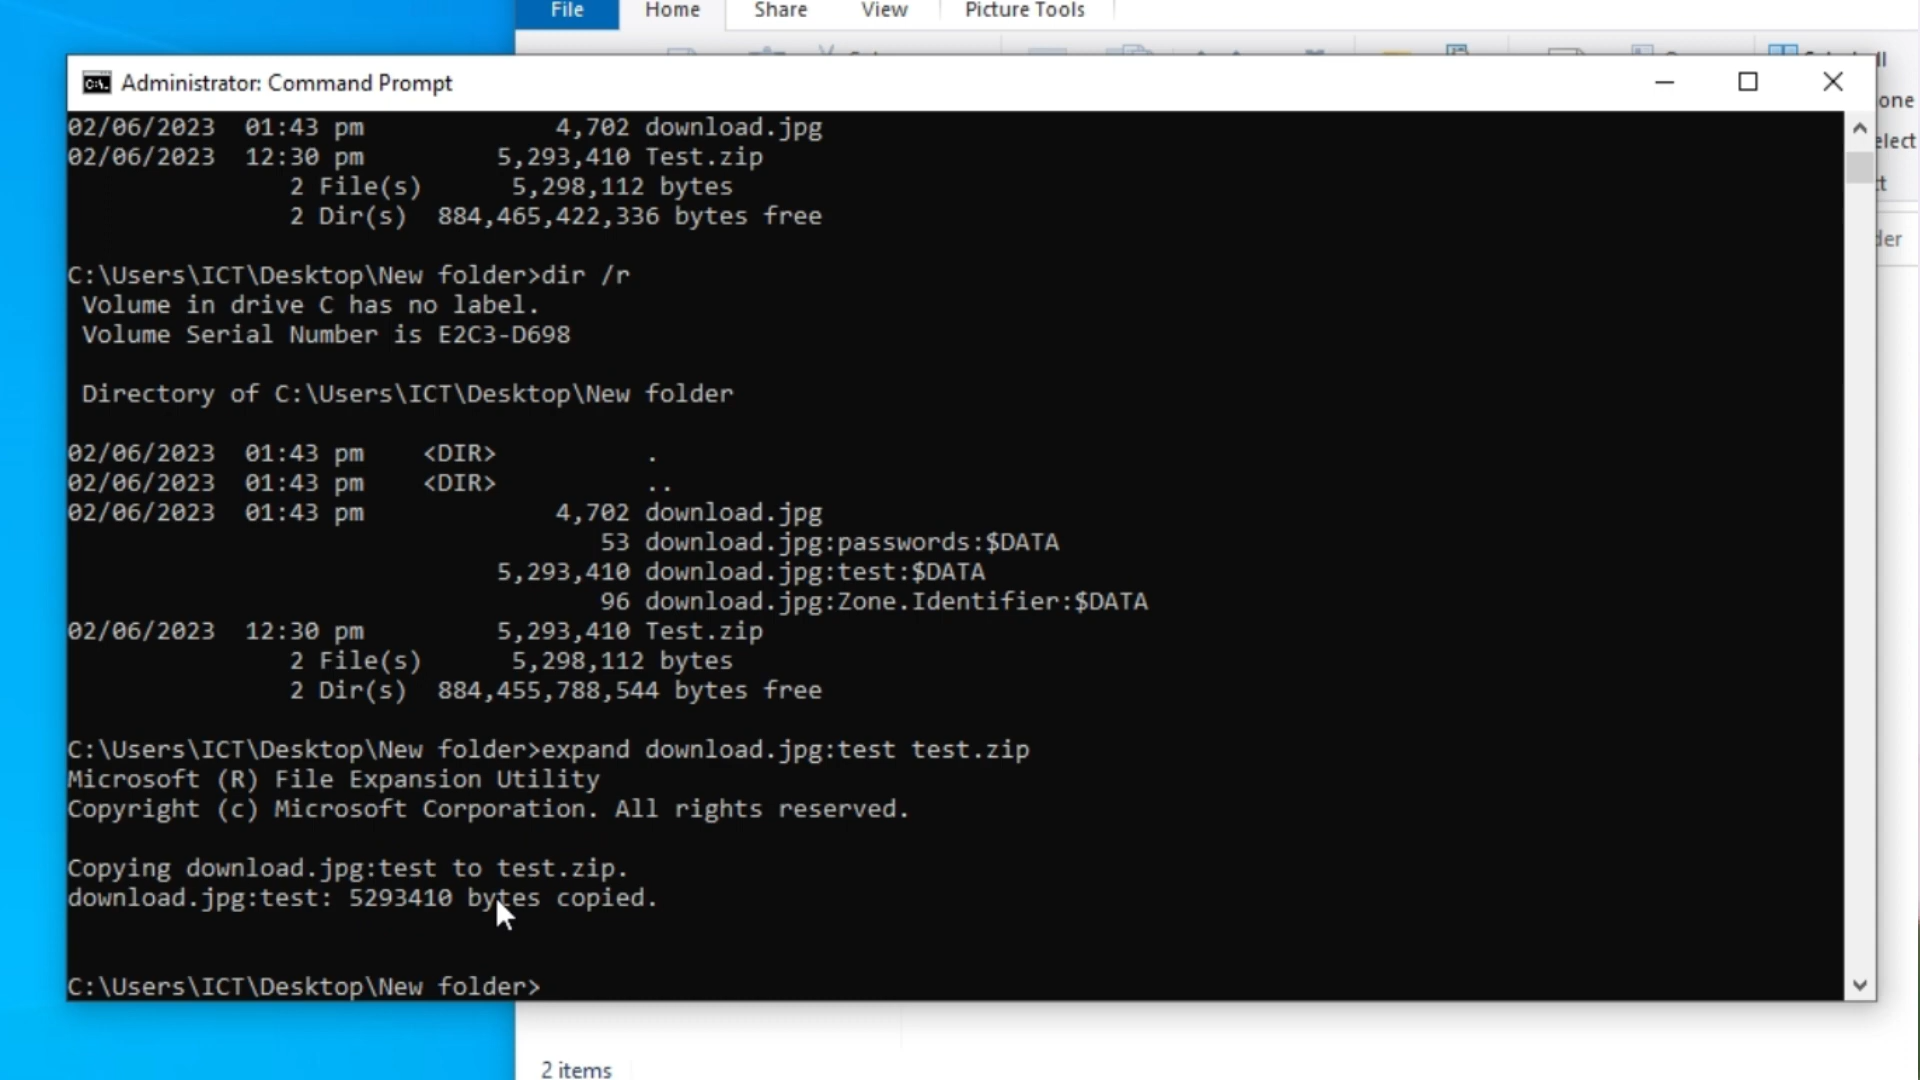 File Home Share View Picture Tools
Administrator: Command Prompt
02/06/2023  01:43 pm             4,702 download.jpg
02/06/2023  12:30 pm         5,293,410 Test.zip
               2 File(s)      5,298,112 bytes
               2 Dir(s)  884,465,422,336 bytes free
C:\Users\ICT\Desktop\New folder>dir /r
 Volume in drive C has no label.
 Volume Serial Number is E2C3-D698
 Directory of C:\Users\ICT\Desktop\New folder
02/06/2023  01:43 pm    <DIR>          .
02/06/2023  01:43 pm    <DIR>          ..
02/06/2023  01:43 pm             4,702 download.jpg
                                    53 download.jpg:passwords:$DATA
                             5,293,410 download.jpg:test:$DATA
                                    96 download.jpg:Zone.Identifier:$DATA
02/06/2023  12:30 pm         5,293,410 Test.zip
               2 File(s)      5,298,112 bytes
               2 Dir(s)  884,455,788,544 bytes free
C:\Users\ICT\Desktop\New folder>expand download.jpg:test test.zip
Microsoft (R) File Expansion Utility
Copyright (c) Microsoft Corporation. All rights reserved.
Copying download.jpg:test to test.zip.
download.jpg:test: 5293410 bytes copied.
C:\Users\ICT\Desktop\New folder>
2 items